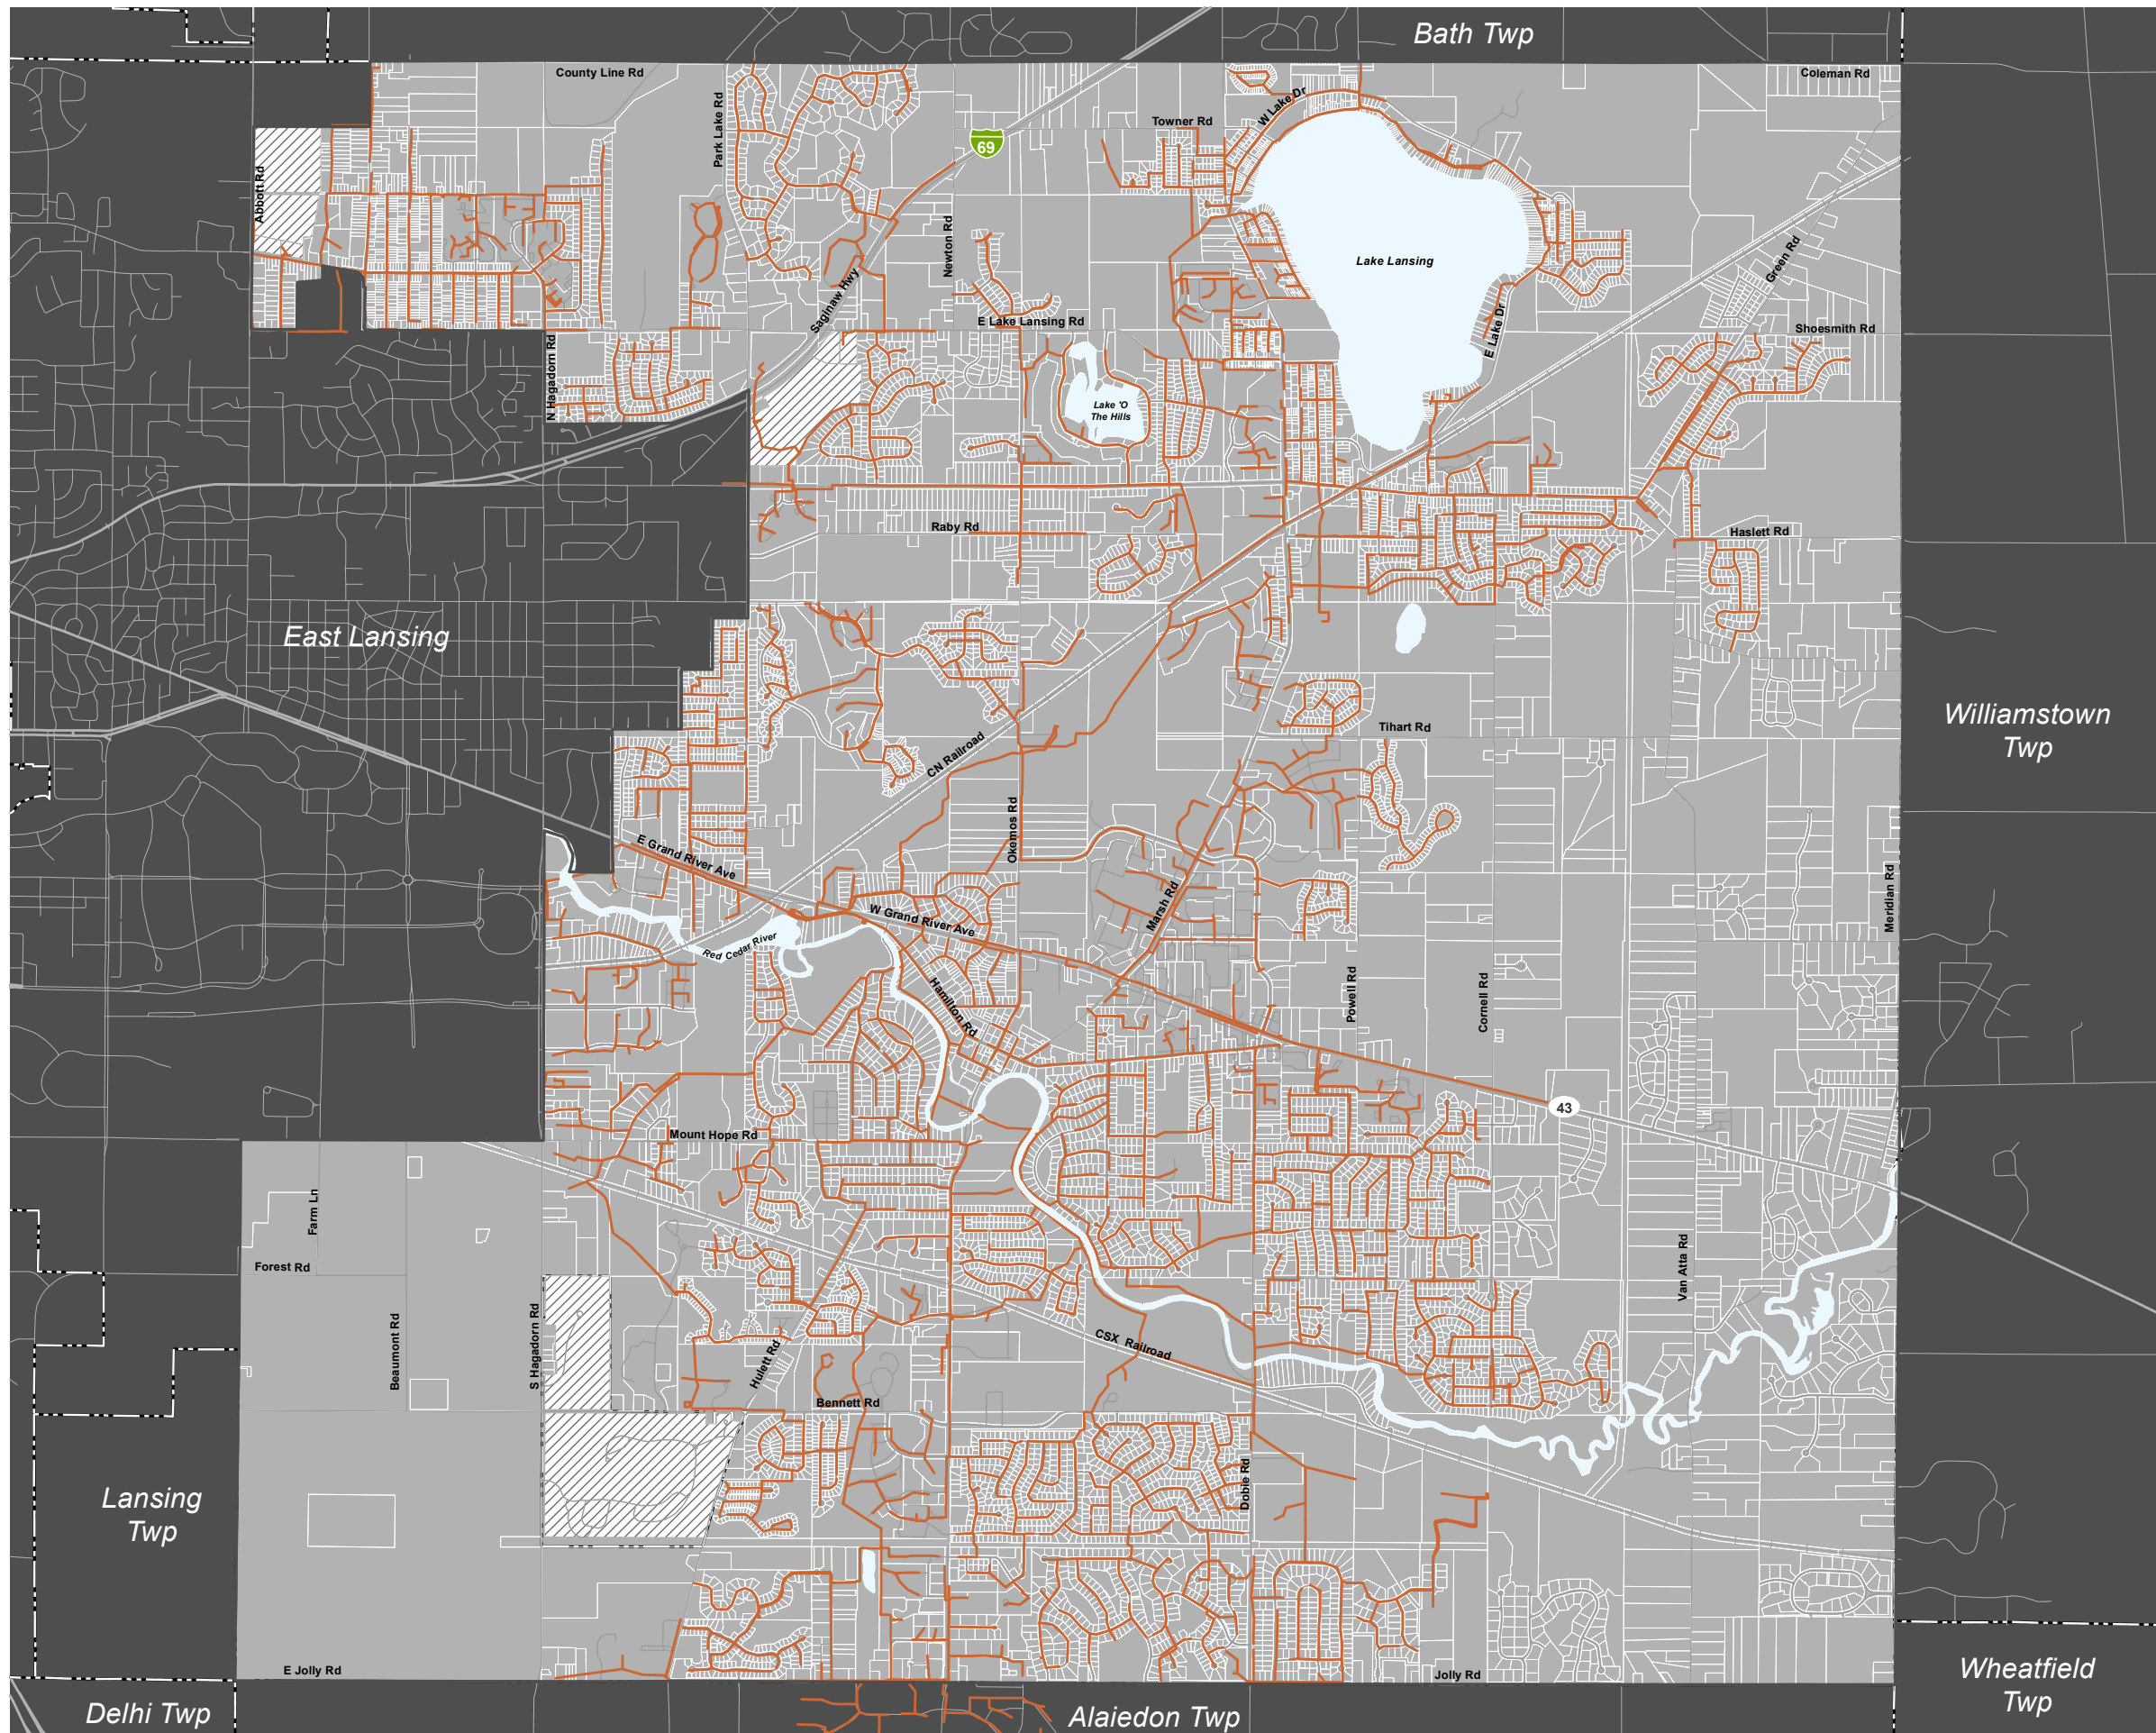 Bath Twp
County Line Rd
Coleman Rd
Park Lake Rd
W Lake Dr
Towner Rd
69
Abbott Rd
Newton Rd
Lake Lansing
Green Rd
Saginaw Hwy
E Lake Lansing Rd
E Lake Dr
Shoesmith Rd
N Hagadorn Rd
Lake 'O
The Hills
Raby Rd
Haslett Rd
East Lansing
Williamstown
Twp
Tihart Rd
CN Railroad
Okemos Rd
E Grand River Ave
Marsh Rd
Meridian Rd
W Grand River Ave
Red Cedar River
Hamilton Rd
Powell Rd
Cornell Rd
43
Mount Hope Rd
Farm Ln
Forest Rd
Van Atta Rd
Beaumont Rd
S Hagadorn Rd
Hulett Rd
CSX Railroad
Bennett Rd
Dobie Rd
Lansing
Twp
E Jolly Rd
Jolly Rd
Wheatfield
Twp
Delhi Twp
Alaiedon Twp